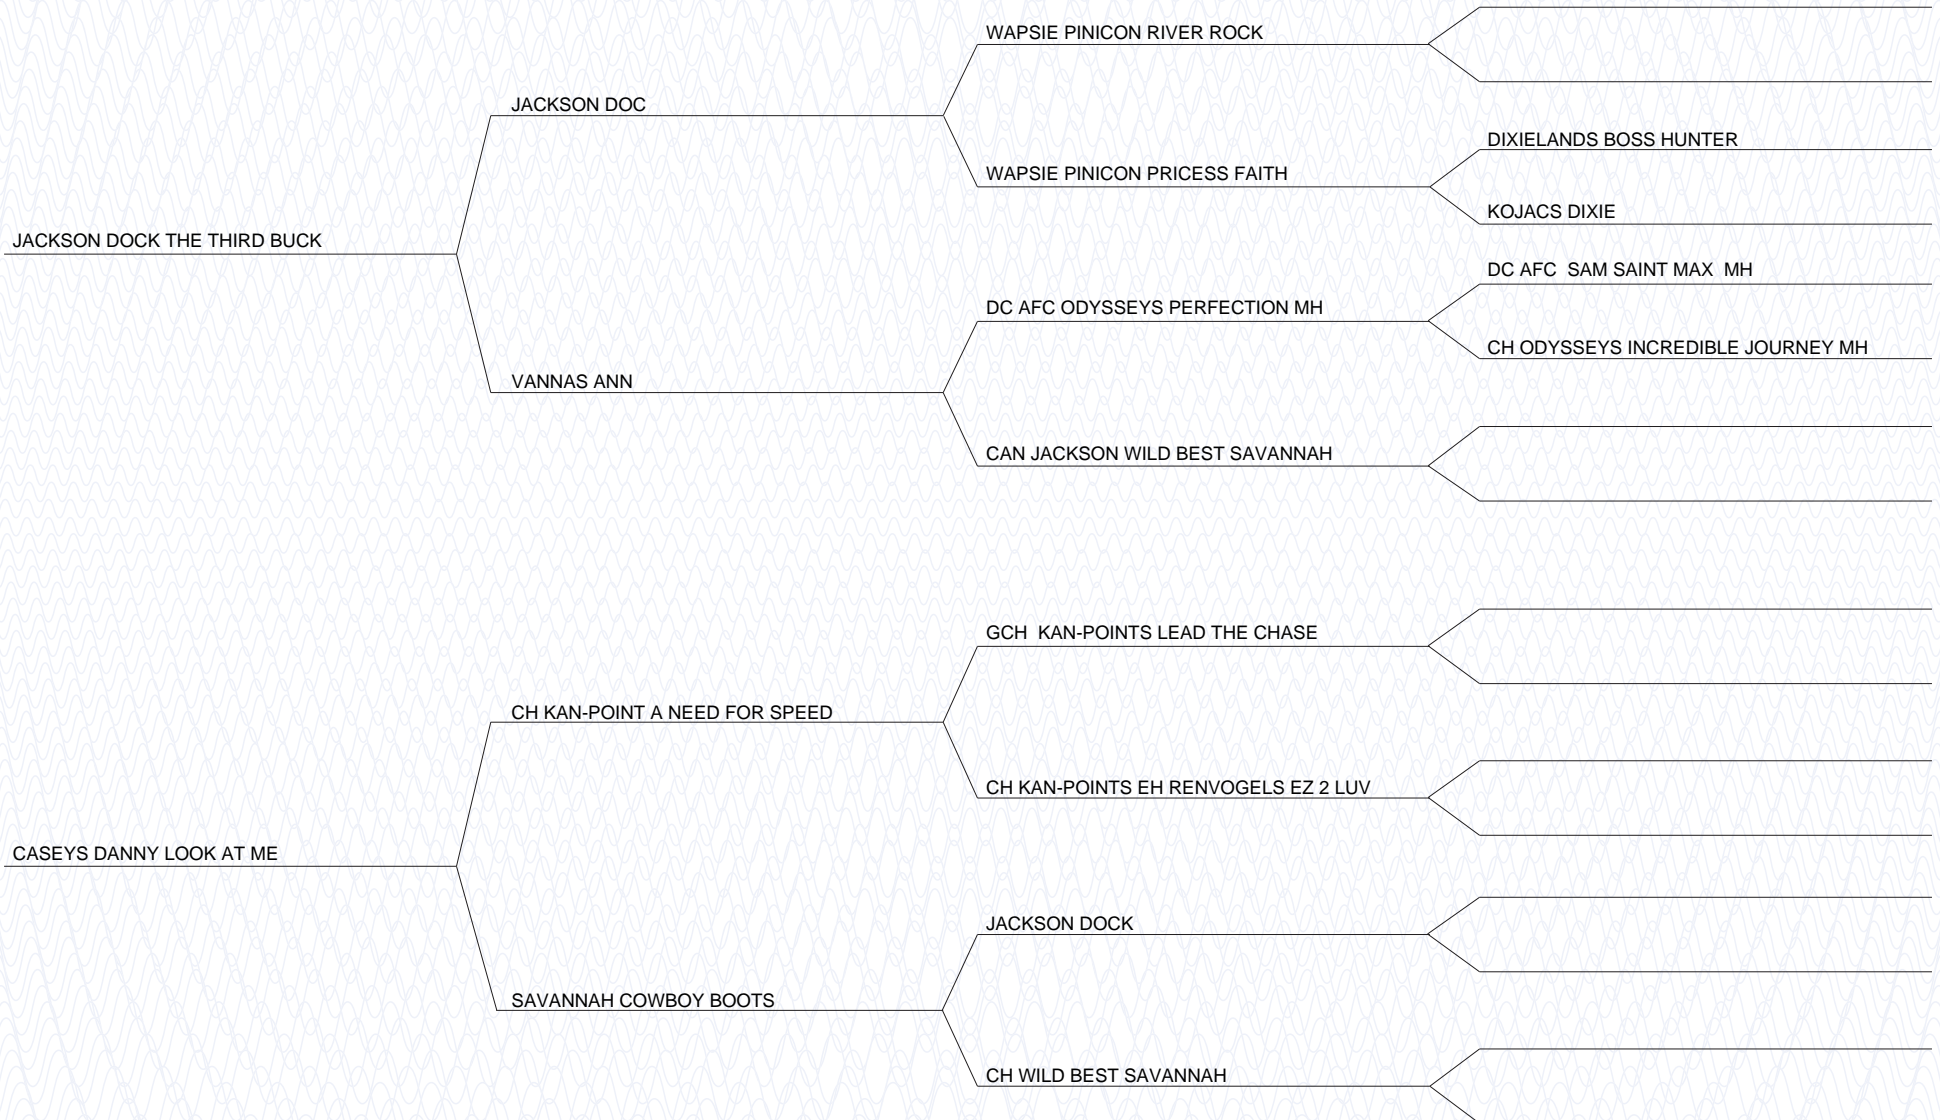 WAPSIE PINICON RIVER ROCK
JACKSON DOC
DIXIELANDS BOSS HUNTER
WAPSIE PINICON PRICESS FAITH
KOJACS DIXIE
JACKSON DOCK THE THIRD BUCK
DC AFC  SAM SAINT MAX  MH
DC AFC ODYSSEYS PERFECTION MH
CH ODYSSEYS INCREDIBLE JOURNEY MH
VANNAS ANN
CAN JACKSON WILD BEST SAVANNAH
GCH  KAN-POINTS LEAD THE CHASE
CH KAN-POINT A NEED FOR SPEED
CH KAN-POINTS EH RENVOGELS EZ 2 LUV
CASEYS DANNY LOOK AT ME
JACKSON DOCK
SAVANNAH COWBOY BOOTS
CH WILD BEST SAVANNAH